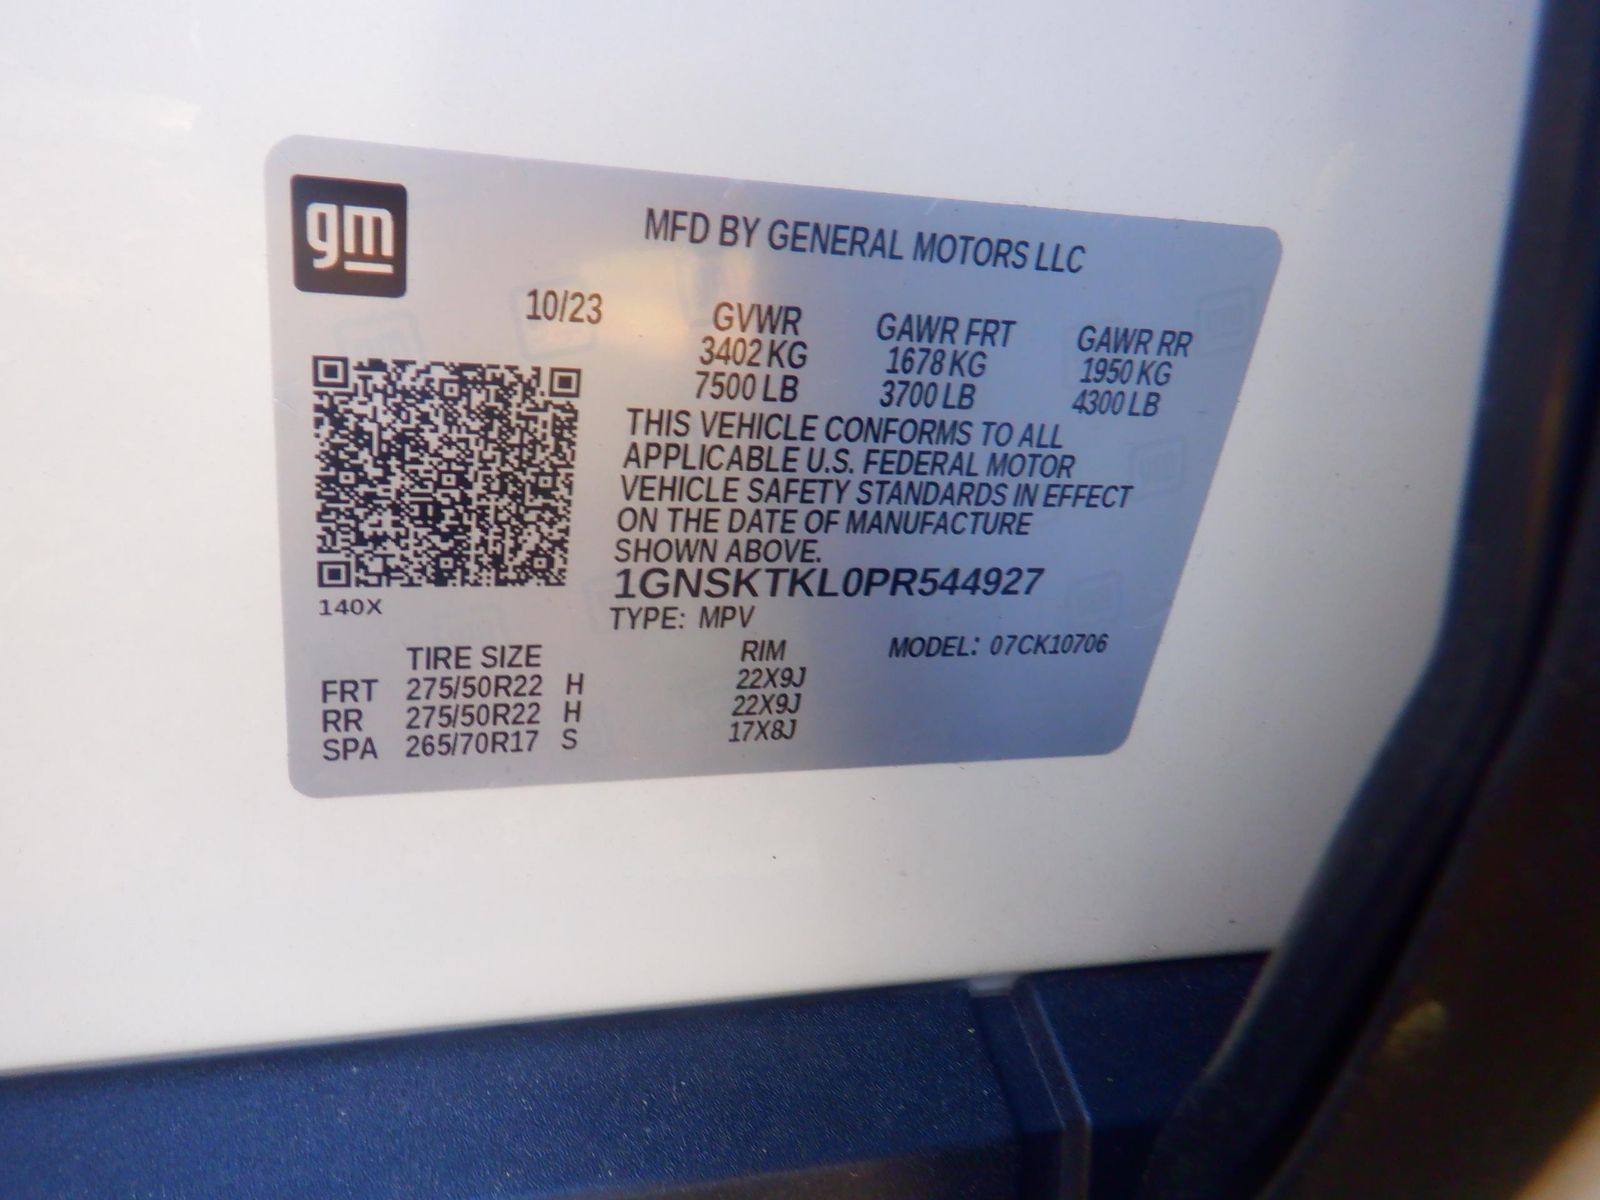 gm
MFD BY GENERAL MOTORS LLC
10/23
GVWR GAWR FRT GAWR RR
3402 KG 1678 KG 1950 KG
7500 LB 3700 LB 4300 LB
THIS VEHICLE CONFORMS TO ALL
APPLICABLE U.S. FEDERAL MOTOR
VEHICLE SAFETY STANDARDS IN EFFECT
ON THE DATE OF MANUFACTURE
SHOWN ABOVE.
1GNSKTKL0PR544927
140X
TYPE: MPV
MODEL: 07CK10706
TIRE SIZE RIM
FRT 275/50R22 H 22X9J
RR 275/50R22 H 22X9J
SPA 265/70R17 S 17X8J